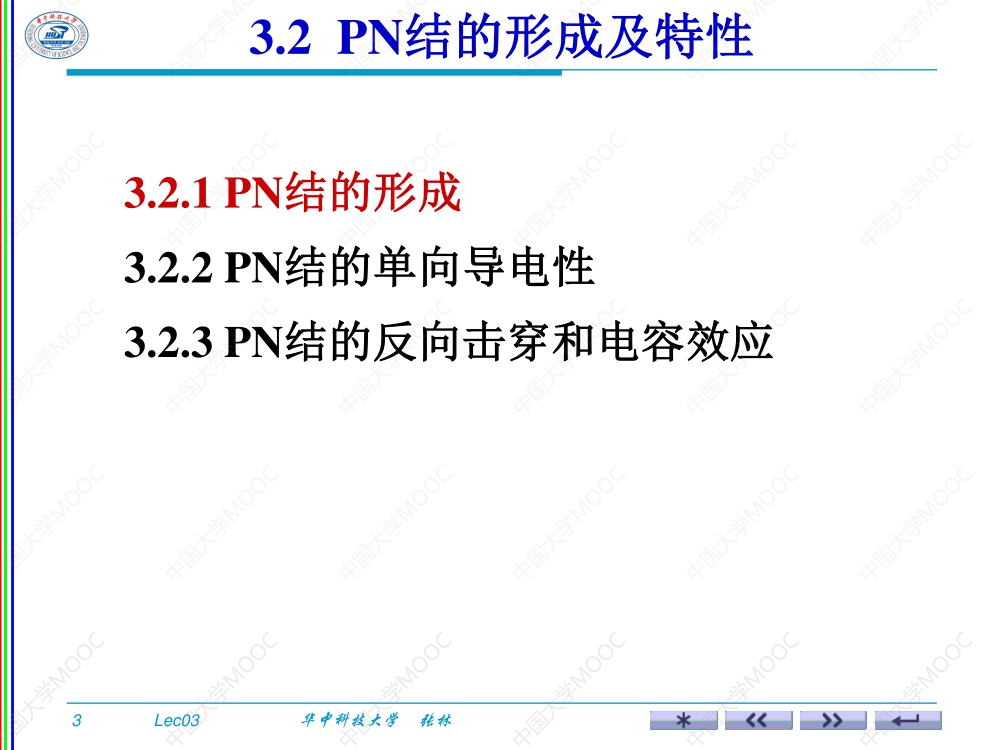 3.2 PN结的形成及特性
3.2.1 PN结的形成
3.2.2 PN结的单向导电性
3.2.3 PN结的反向击穿和电容效应
3 Lec03 华中科技大学 张林
中国大学MOOC